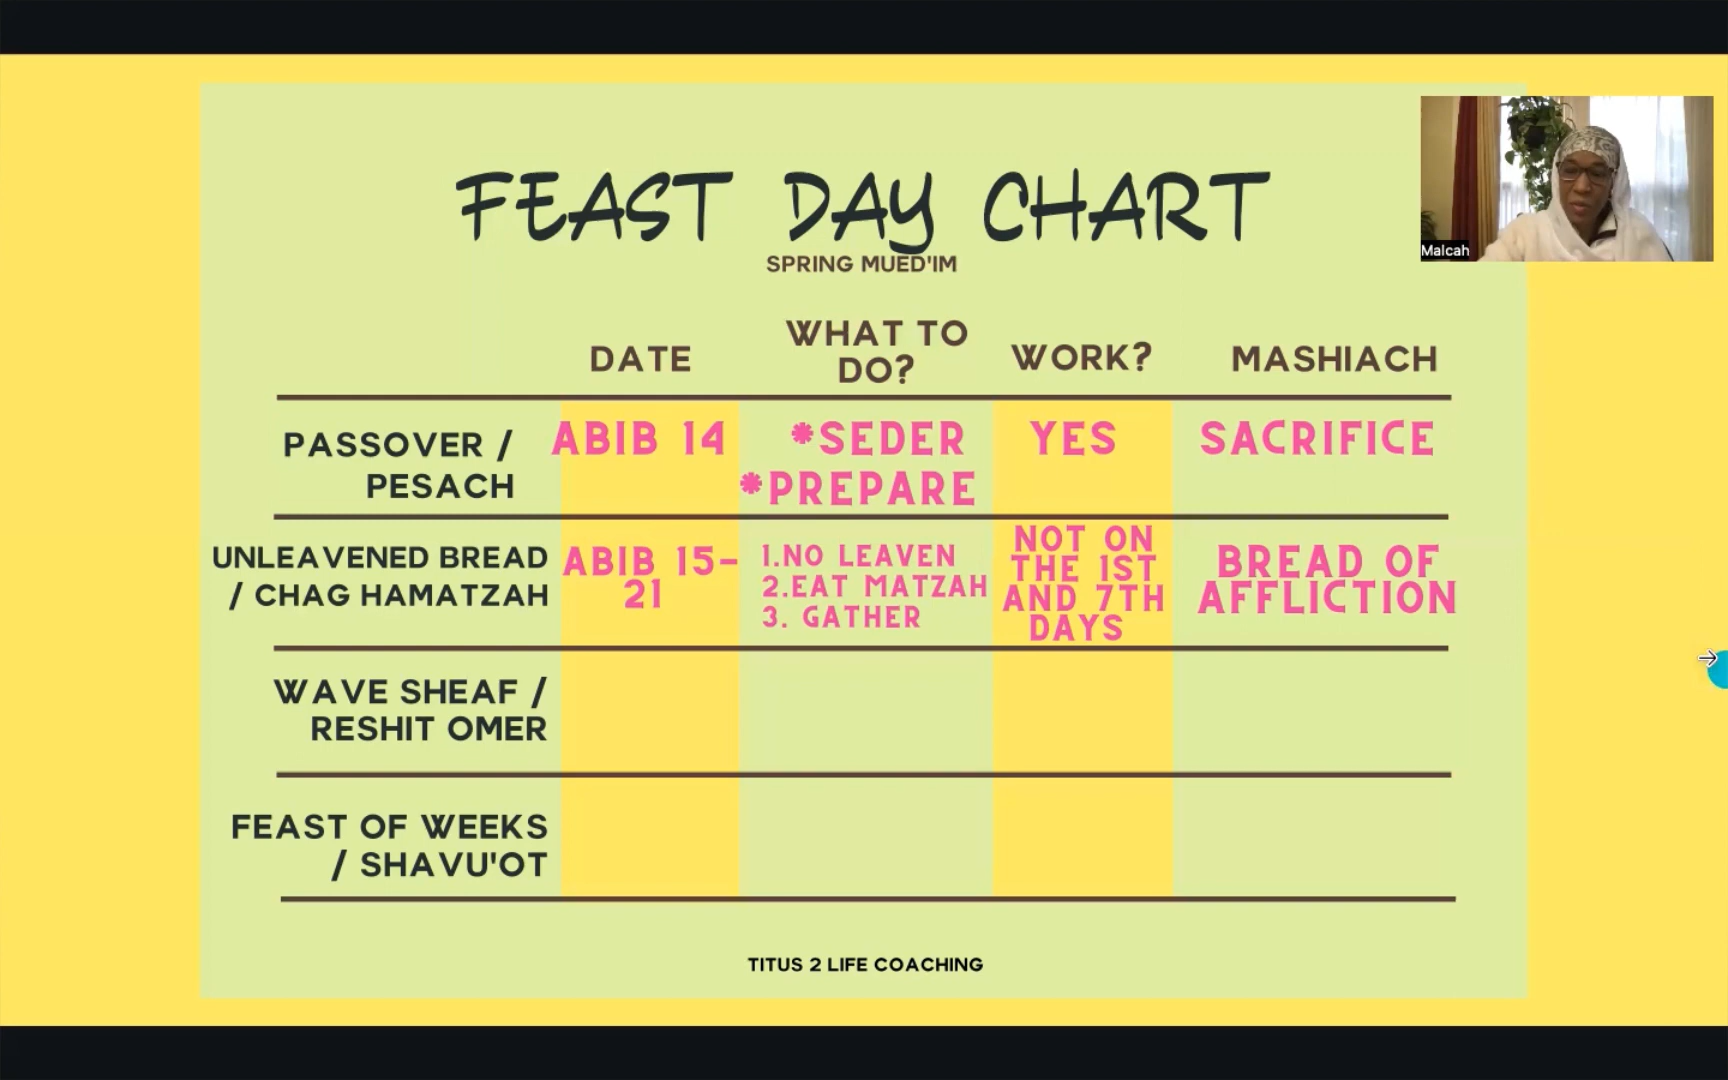 FEAST DAY CHART
SPRING MUED'IM
Malcah
DATE
WHAT TO
DO?
WORK?
MASHIACH
PASSOVER /
PESACH
ABIB 14
*SEDER
*PREPARE
YES
SACRIFICE
UNLEAVENED BREAD
/ CHAG HAMATZAH
ABIB 15-
21
1.NO LEAVEN
2.EAT MATZAH
3. GATHER
NOT ON
THE 1ST
AND 7TH
DAYS
BREAD OF
AFFLICTION
WAVE SHEAF /
RESHIT OMER
FEAST OF WEEKS
/ SHAVU'OT
TITUS 2 LIFE COACHING